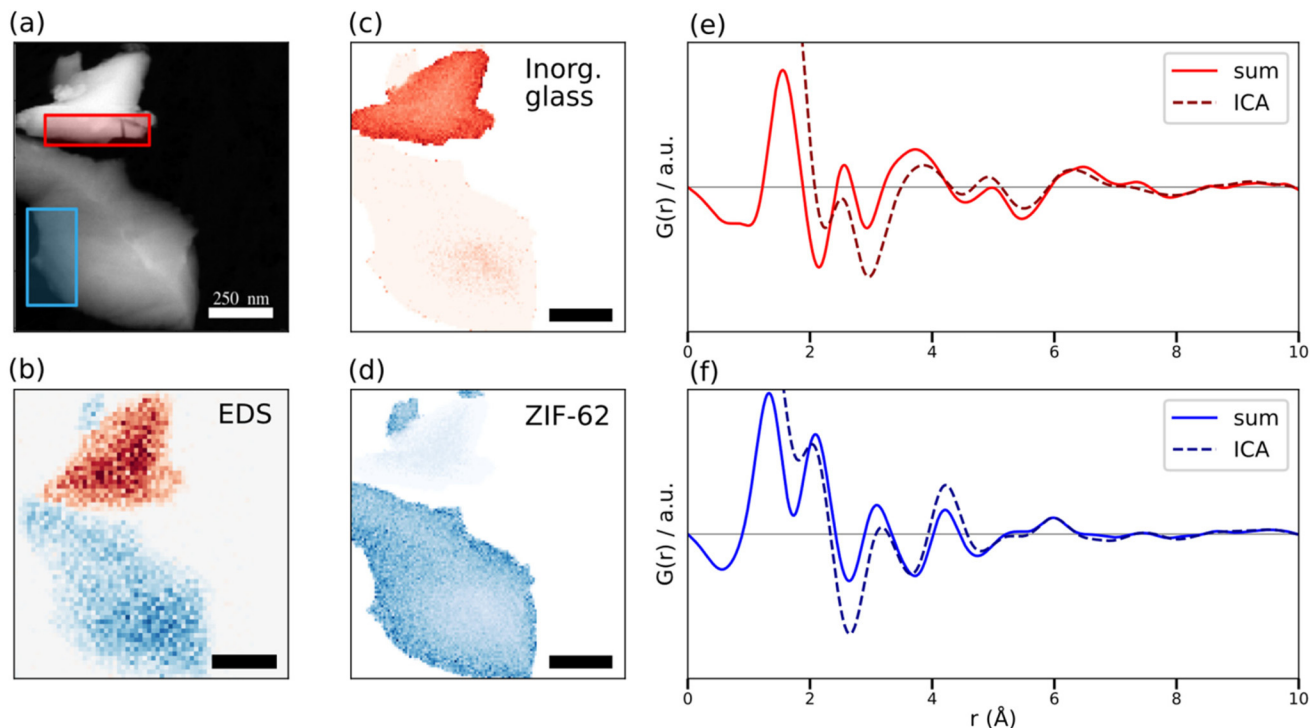 (a)
250 nm
(b)
EDS
(c)
Inorg.
glass
(d)
ZIF-62
(e)
sum
ICA
G(r) / a.u.
0 2 4 6 8 10
(f)
sum
ICA
G(r) / a.u.
0 2 4 6 8 10
r (Å)